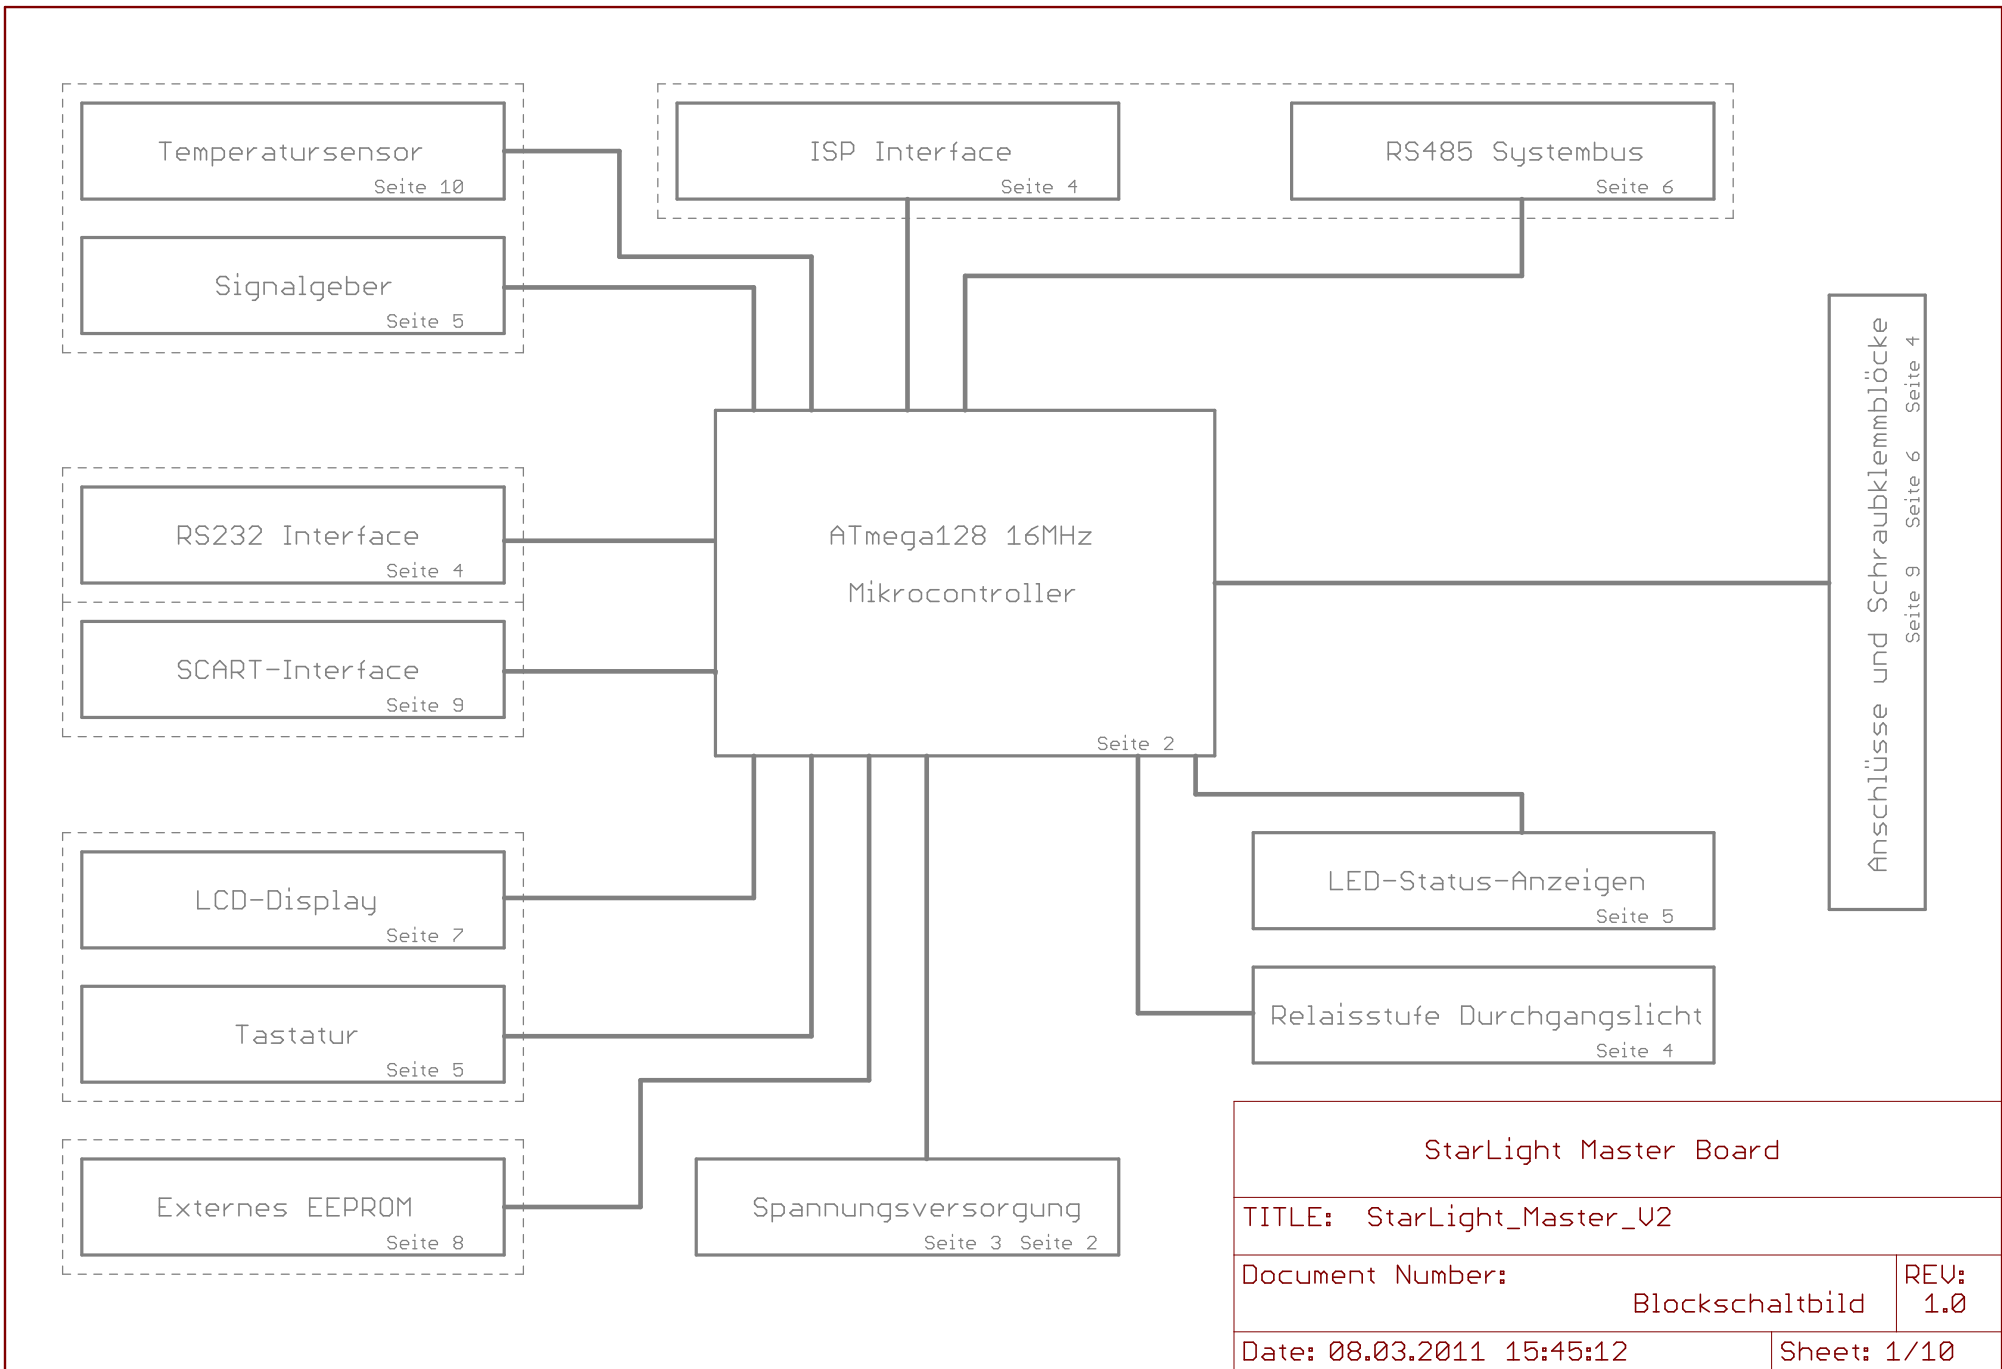 Temperatursensor
Seite 10
Signalgeber
Seite 5
ISP Interface
Seite 4
RS485 Systembus
Seite 6
RS232 Interface
Seite 4
SCART-Interface
Seite 9
ATmega128 16MHz
Mikrocontroller
Seite 2
Anschlüsse und Schraubklemmblöcke
Seite 9 Seite 6 Seite 4
LCD-Display
Seite 7
Tastatur
Seite 5
Externes EEPROM
Seite 8
Spannungsversorgung
Seite 3 Seite 2
LED-Status-Anzeigen
Seite 5
Relaisstufe Durchgangslicht
Seite 4
StarLight Master Board
TITLE: StarLight_Master_V2
Document Number:
Blockschaltbild
REV:
1.0
Date: 08.03.2011 15:45:12
Sheet: 1/10